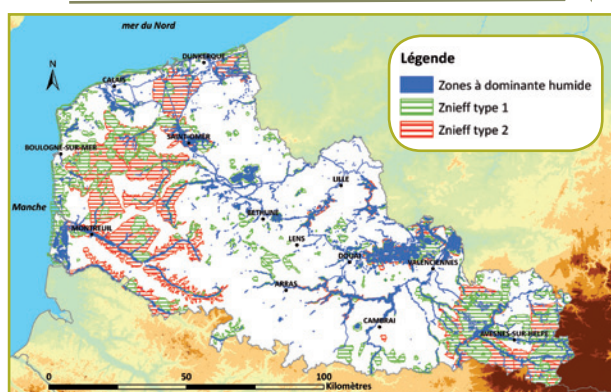 mer du Nord
N
DUNKERQUE
CALAIS
SAINT-OMER
BOULOGNE-SUR-MER
LILLE
Manche
BETHUNE
MONTREUIL
LENS
DOUAI
VALENCIENNES
ARRAS
CAMBRAI
AVESNES-SUR-HELPE
0 50 100
Kilomètres
Légende
Zones à dominante humide
Znieff type 1
Znieff type 2